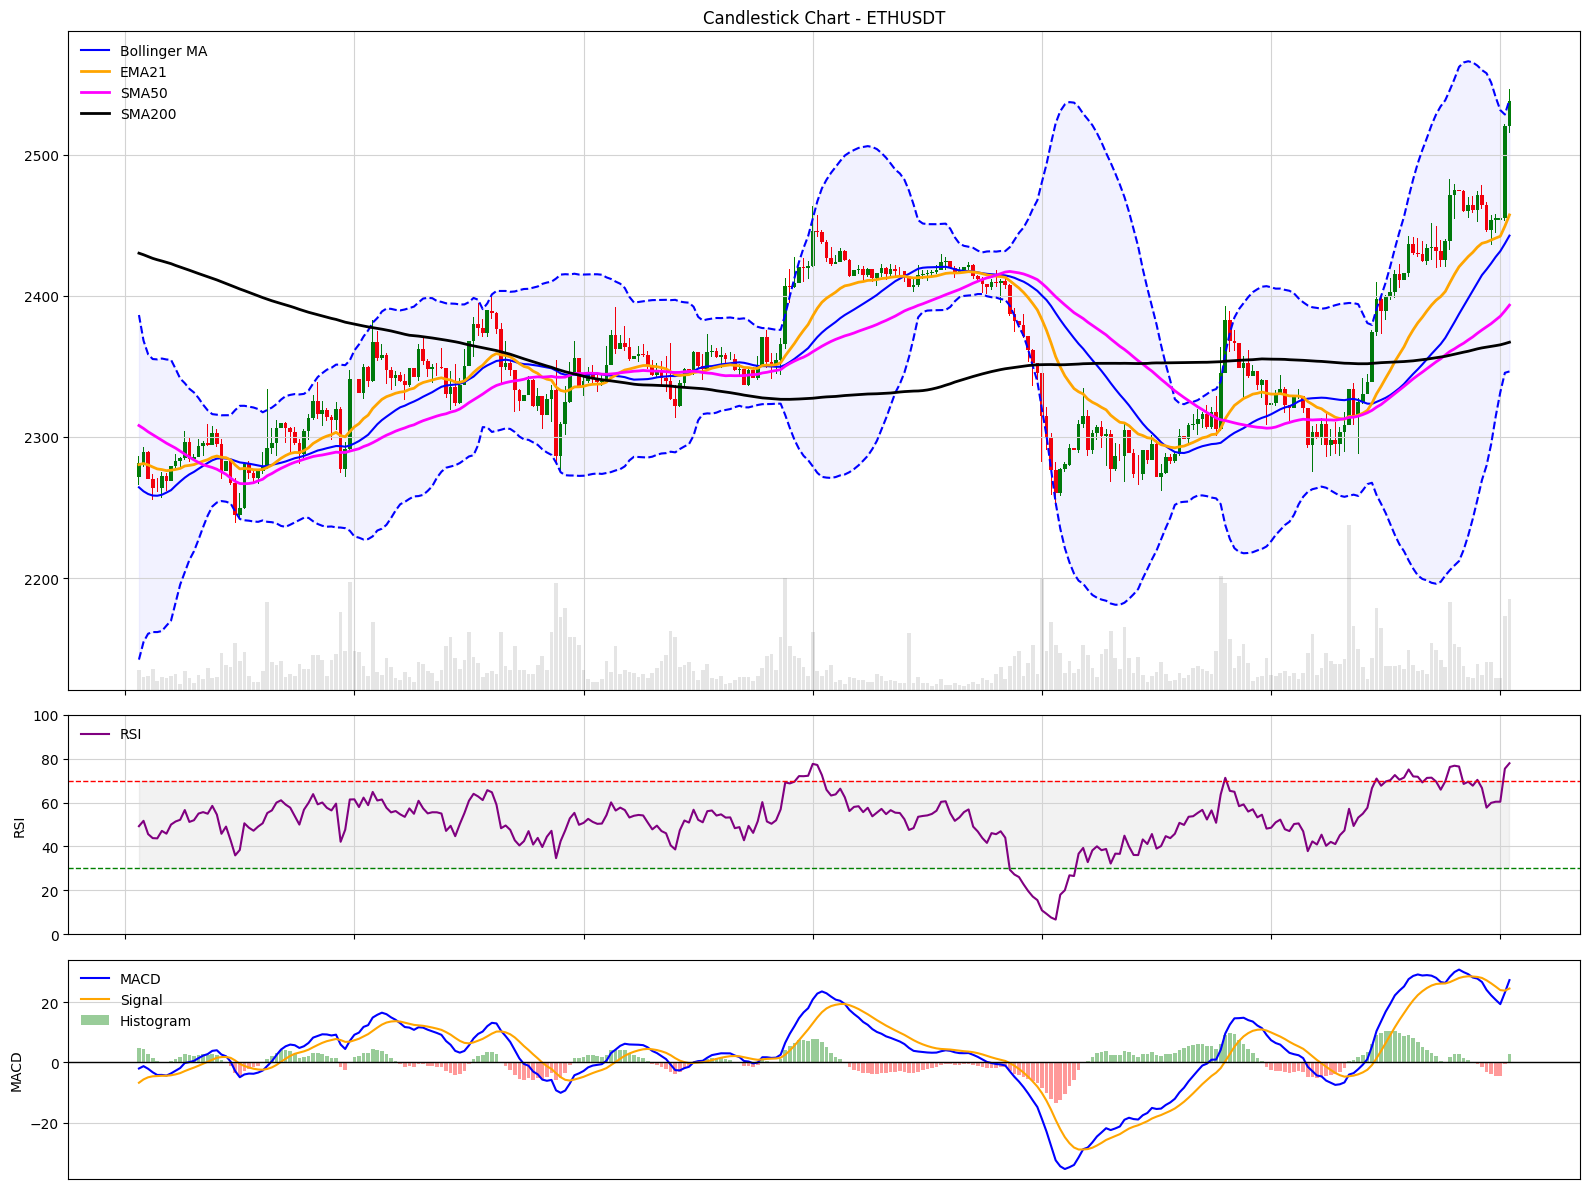 Candlestick Chart - ETHUSDT
Bollinger MA
EMA21
SMA50
SMA200
2500
2400
2300
2200
RSI
100
80
60
40
20
0
RSI
MACD
Signal
Histogram
20
0
−20
MACD